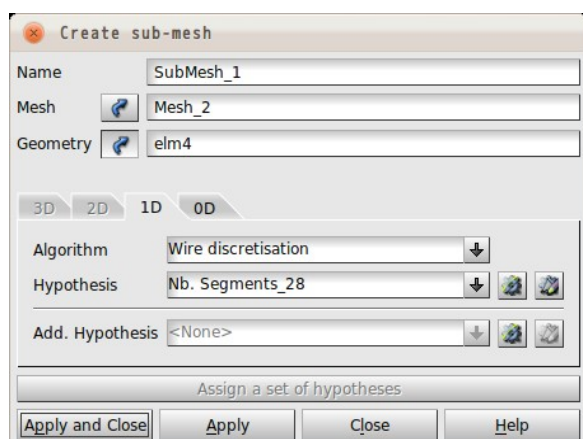 Create sub-mesh
Name SubMesh_1
Mesh Mesh_2
Geometry elm4
3D 2D 1D 0D
Algorithm Wire discretisation
Hypothesis Nb. Segments_28
Add. Hypothesis <None>
Assign a set of hypotheses
Apply and Close Apply Close Help